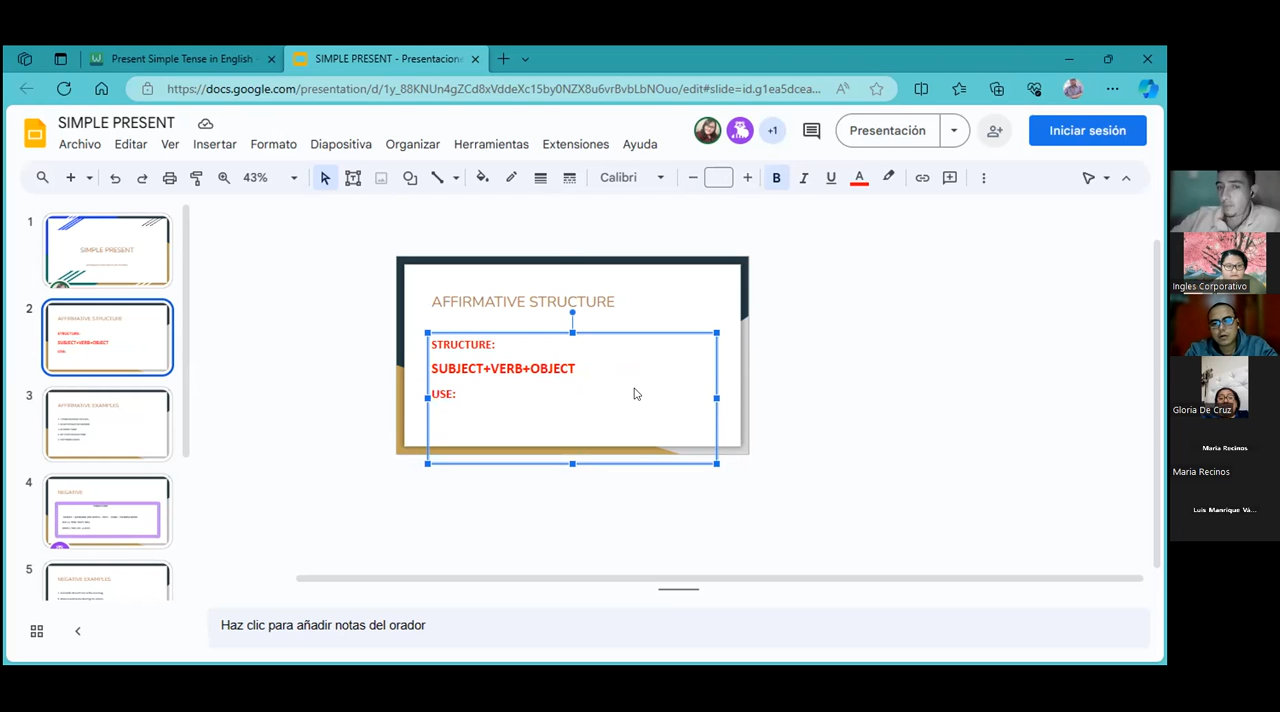 Present Simple Tense in English
SIMPLE PRESENT - Presentacion
https://docs.google.com/presentation/d/1y_88KNUn4gZCd8xVddeXc15by0NZX8u6vrBvbLbNOuo/edit#slide=id.g1ea5dcea...
SIMPLE PRESENT
+1
Presentación
Iniciar sesión
Archivo Editar Ver Insertar Formato Diapositiva Organizar Herramientas Extensiones Ayuda
43% Calibri B I U A
1
SIMPLE PRESENT
2
AFFIRMATIVE STRUCTURE
STRUCTURE:
SUBJECT+VERB+OBJECT
USE:
3
AFFIRMATIVE EXAMPLES
4
NEGATIVE
5
NEGATIVE EXAMPLES
AFFIRMATIVE STRUCTURE
STRUCTURE:
SUBJECT+VERB+OBJECT
USE:
Haz clic para añadir notas del orador
Ingles Corporativo
Gloria De Cruz
Maria Recinos
Maria Recinos
Luis Manrique Vá...